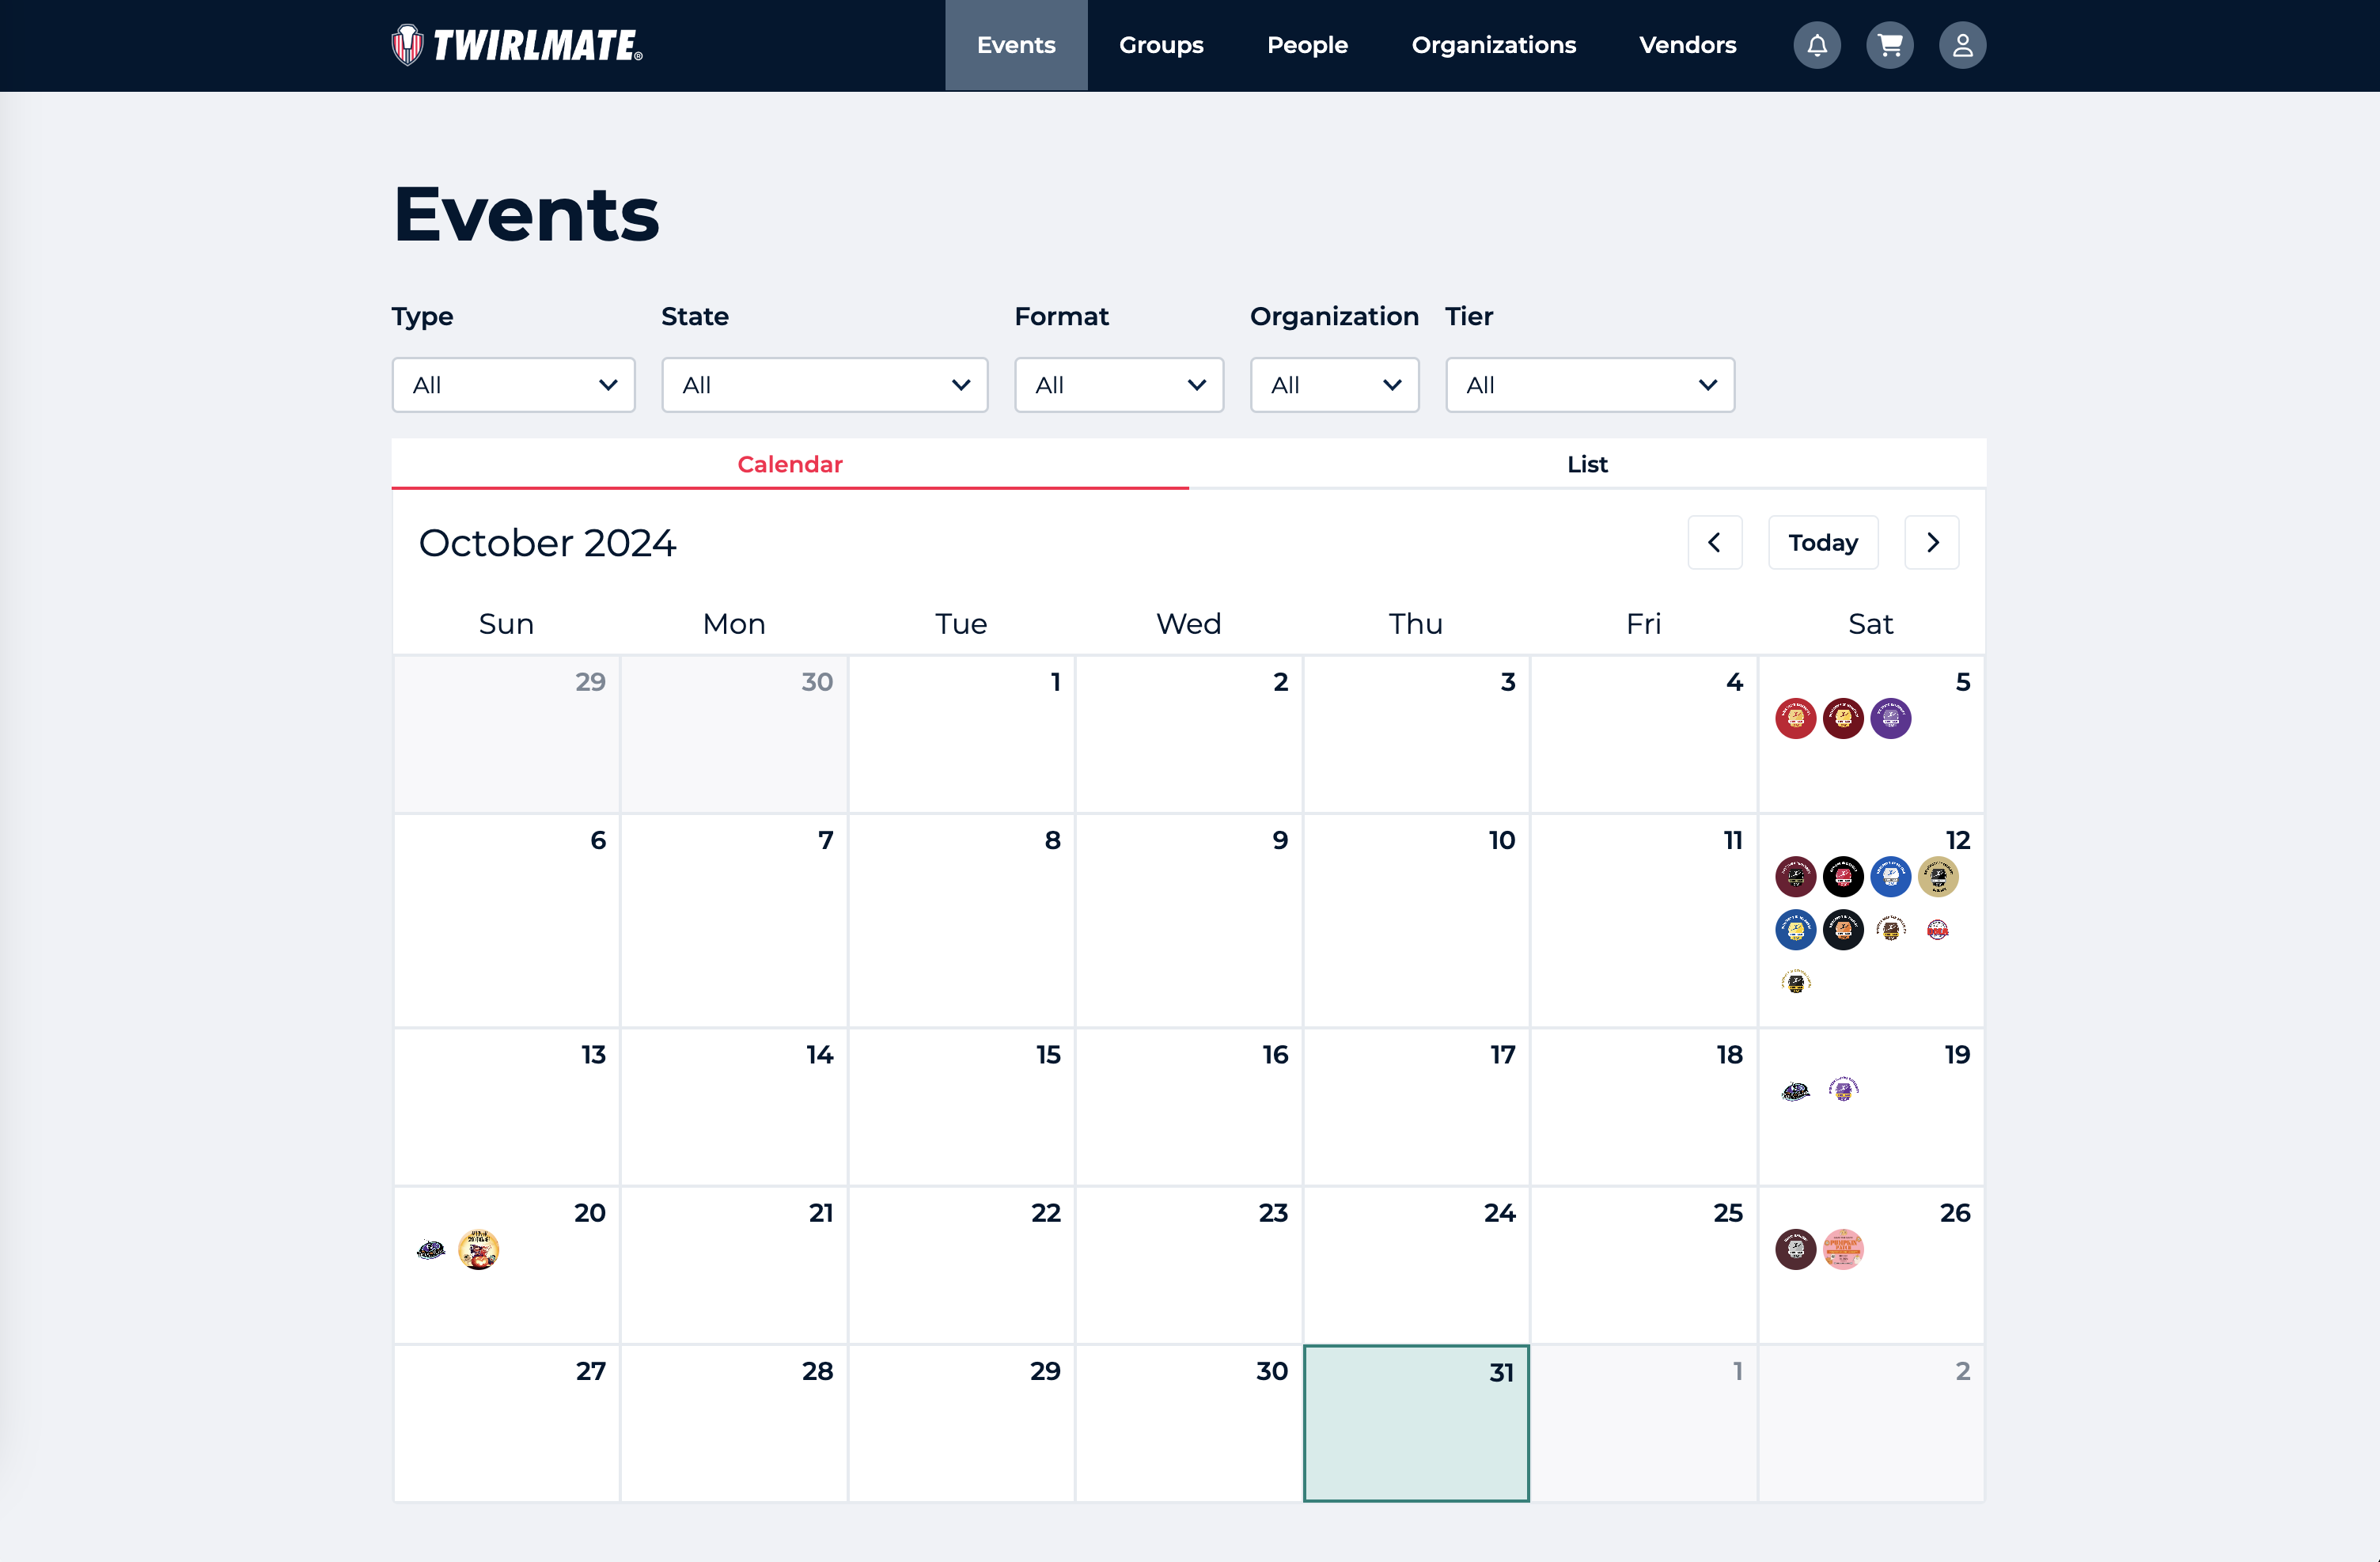 TWIRLMATE®
Events Groups People Organizations Vendors
Events
Type State Format Organization Tier
All All All All All
Calendar List
October 2024 Today
Sun Mon Tue Wed Thu Fri Sat
29 30 1 2 3 4 5
6 7 8 9 10 11 12
13 14 15 16 17 18 19
20 21 22 23 24 25 26
27 28 29 30 31 1 2